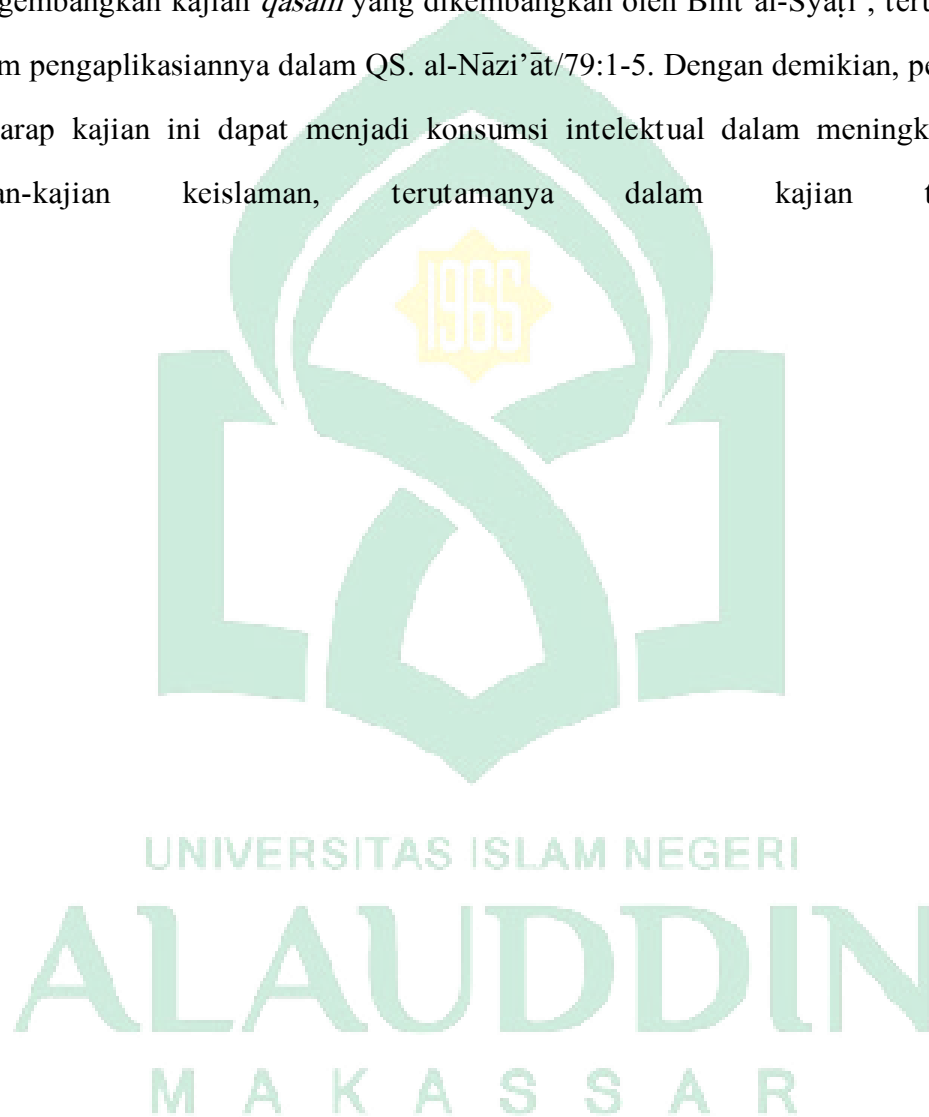 gembangkan kajian qasam yang dikembangkan oleh Bint al-Syāṭi’, teru
m pengaplikasiannya dalam QS. al-Nāzi’āt/79:1-5. Dengan demikian, pe
arap kajian ini dapat menjadi konsumsi intelektual dalam meningk
n-kajian keislaman, terutamanya dalam kajian t
1965
UNIVERSITAS ISLAM NEGERI
ALAUDDIN
MAKASSAR